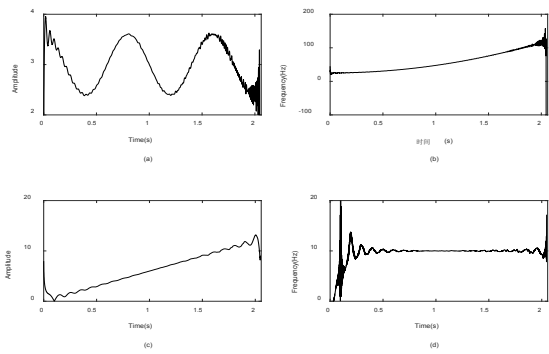 4
3
2
Amplitude
0
0.5
1
1.5
2
Time(s)
(a)
200
100
0
-100
Frequency(Hz)
0
0.5
1
1.5
2
时间 (s)
(b)
20
10
0
Amplitude
0
0.5
1
1.5
2
Time(s)
(c)
20
10
0
Frequency(Hz)
0
0.5
1
1.5
2
Time(s)
(d)